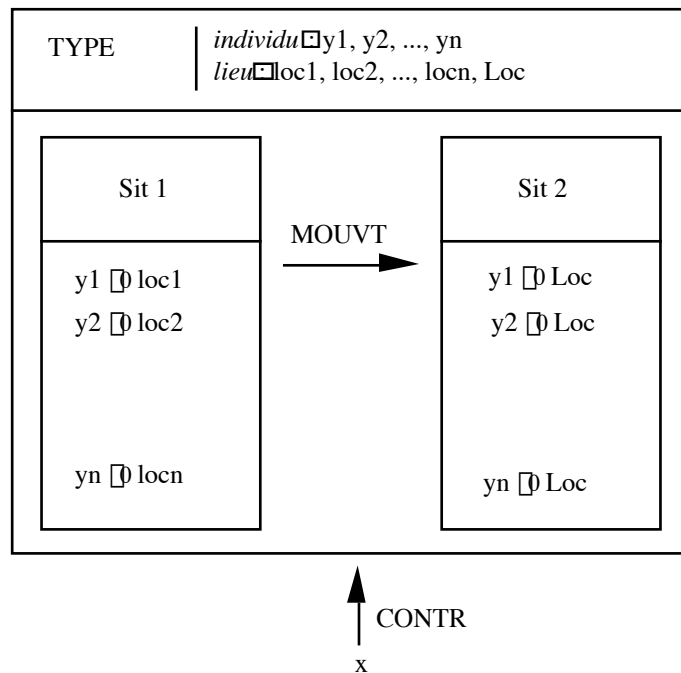 TYPE
individu⊡y1, y2, ..., yn
lieu⊡loc1, loc2, ..., locn, Loc
Sit 1
Sit 2
MOUVT
y1 ▯0 loc1
y2 ▯0 loc2
yn ▯0 locn
y1 ▯0 Loc
y2 ▯0 Loc
yn ▯0 Loc
CONTR
x